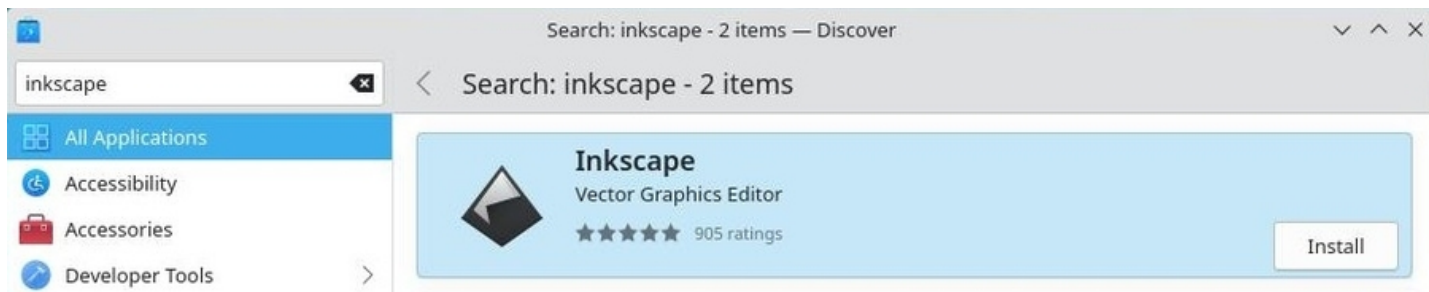 Search: inkscape - 2 items — Discover
inkscape
Search: inkscape - 2 items
All Applications
Accessibility
Accessories
Developer Tools
Inkscape
Vector Graphics Editor
905 ratings
Install